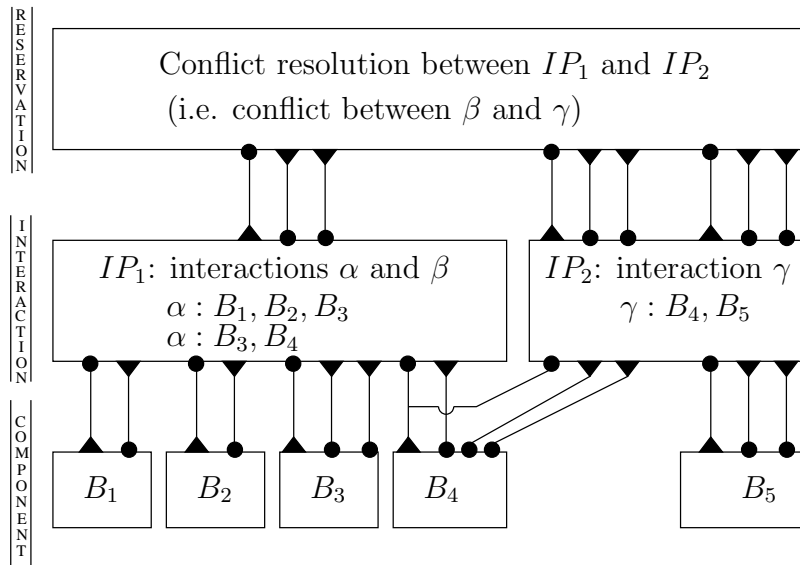 RESERVATION
Conflict resolution between IP₁ and IP₂
(i.e. conflict between β and γ)
INTERACTION
IP₁: interactions α and β
α : B₁, B₂, B₃
α : B₃, B₄
IP₂: interaction γ
γ : B₄, B₅
COMPONENT
B₁
B₂
B₃
B₄
B₅